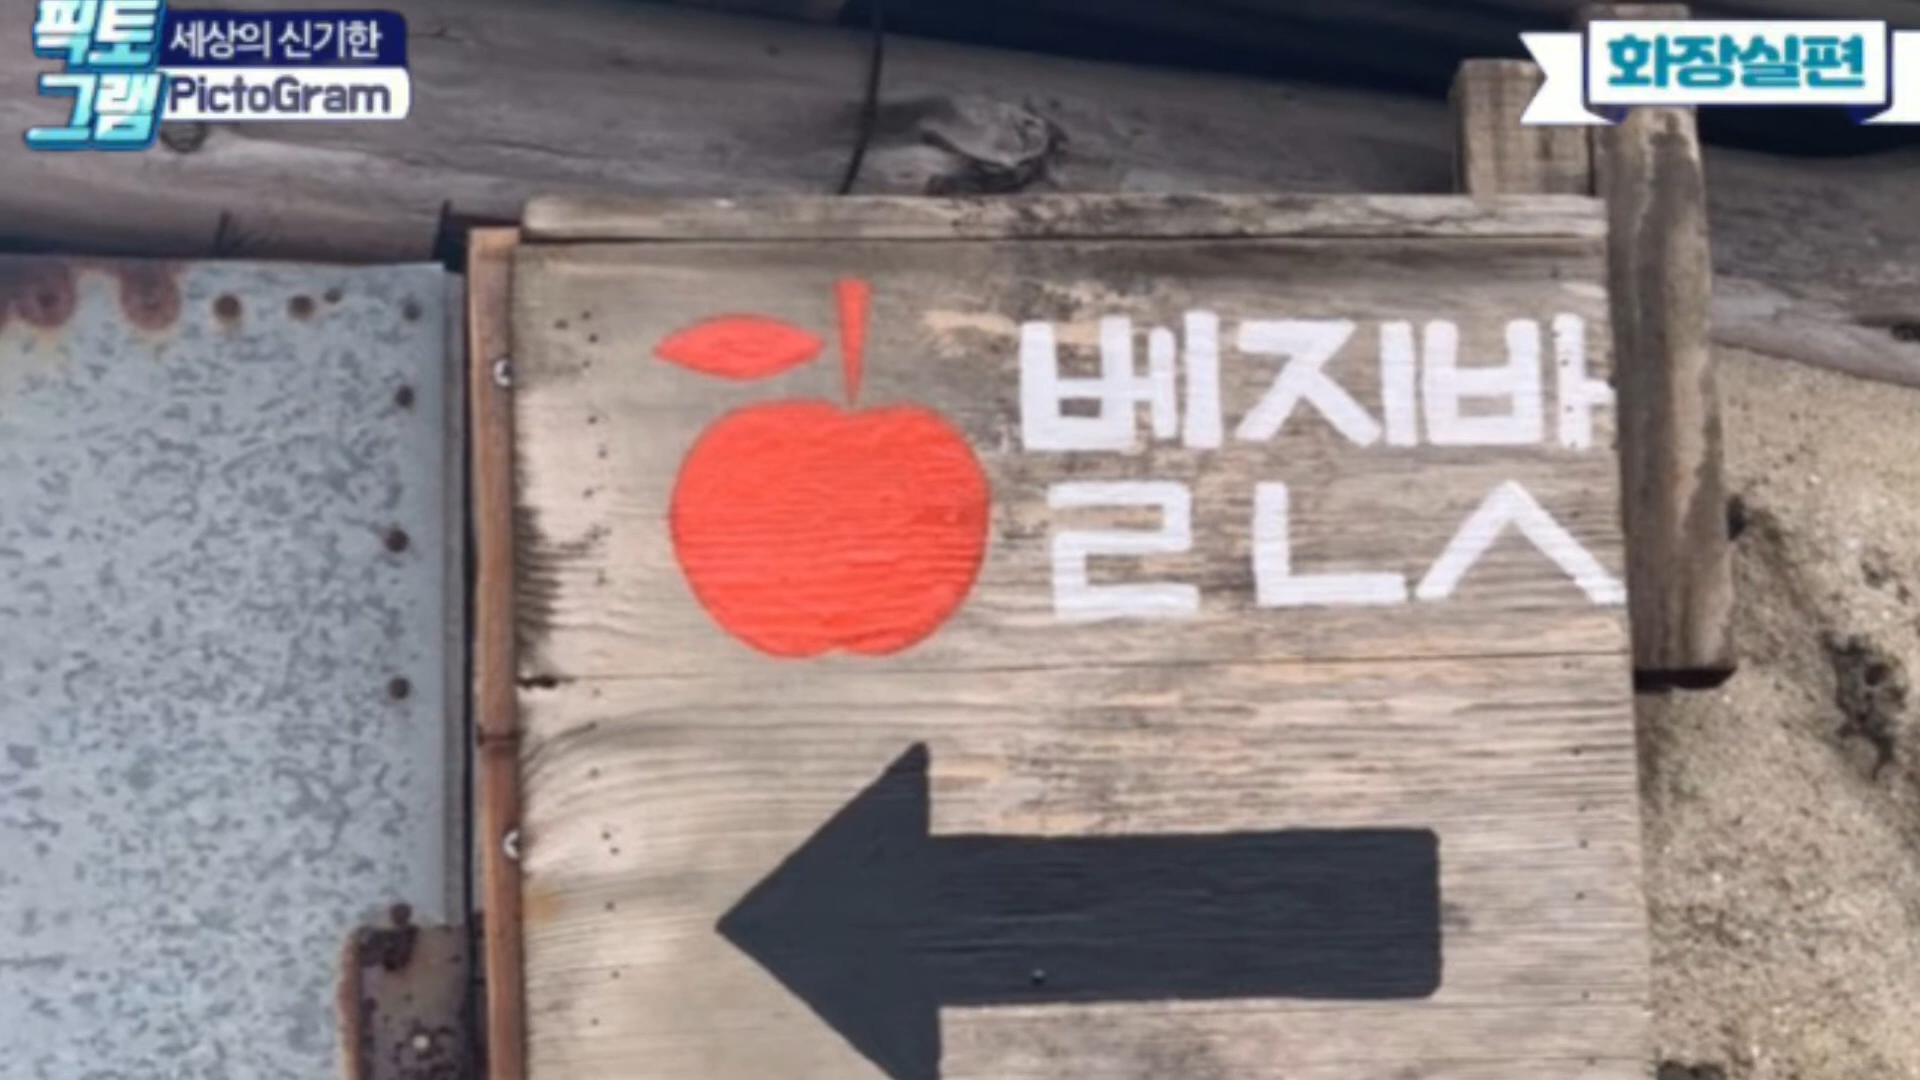 픽토그램
세상의 신기한
PictoGram
화장실편
베지바
ㄹㄴㅅ